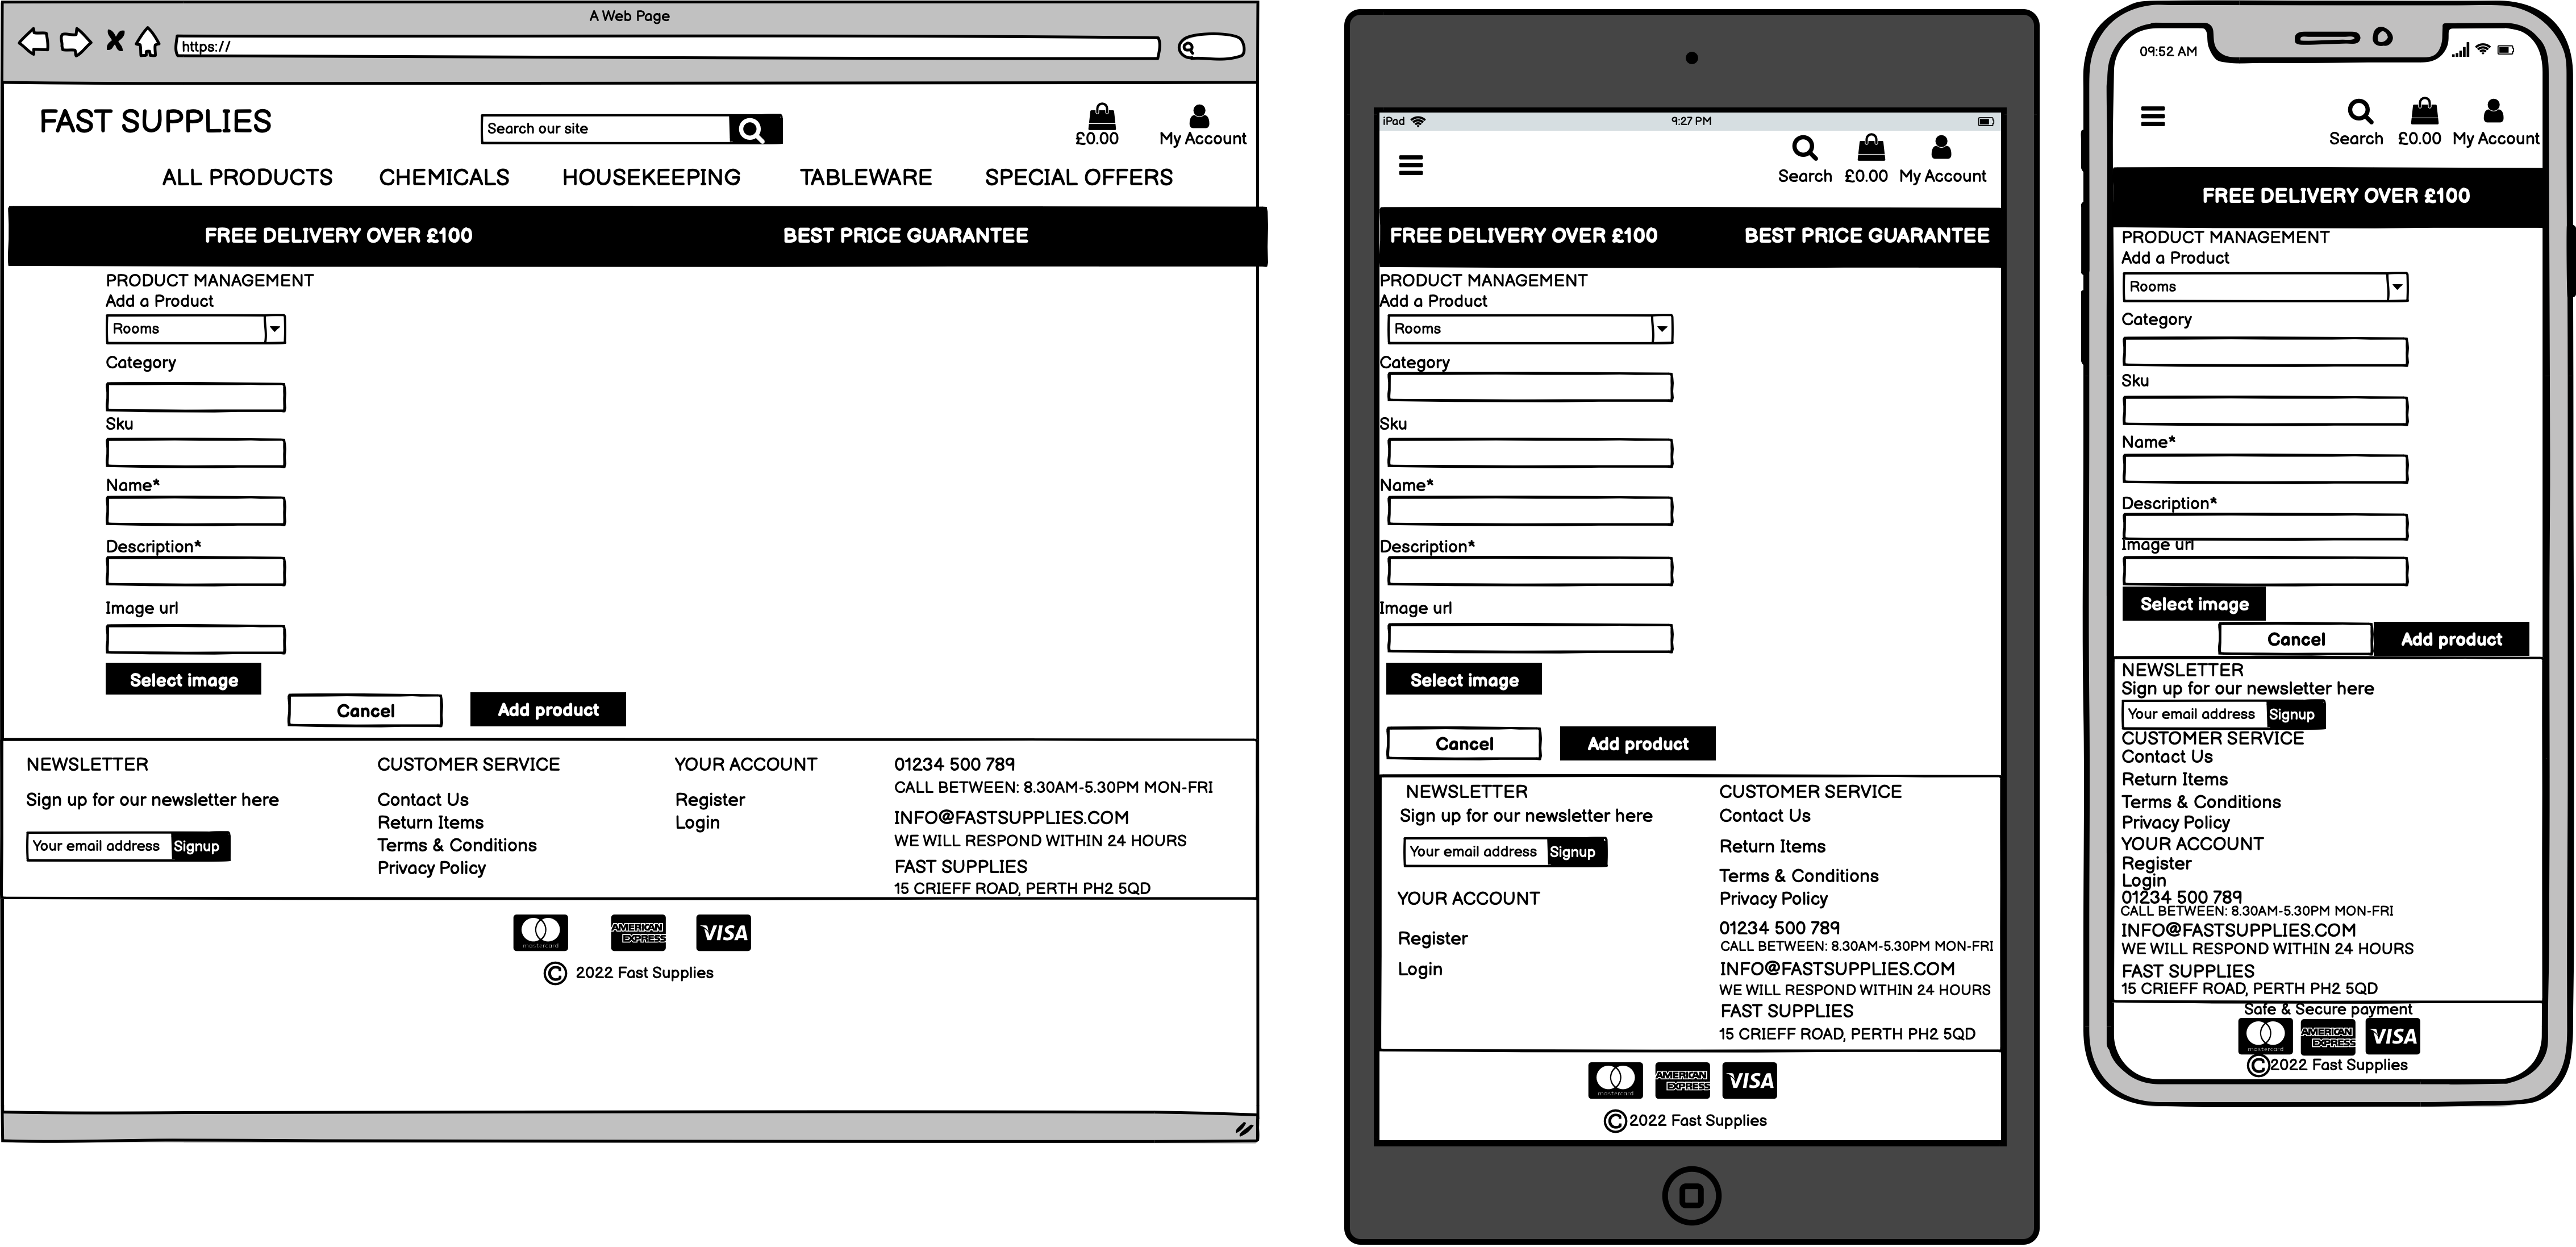 A Web Page
https://
FAST SUPPLIES
Search our site
£0.00
My Account
ALL PRODUCTS CHEMICALS HOUSEKEEPING TABLEWARE SPECIAL OFFERS
FREE DELIVERY OVER £100 BEST PRICE GUARANTEE
PRODUCT MANAGEMENT
Add a Product
Rooms
Category
Sku
Name*
Description*
Image url
Select image
Cancel Add product
NEWSLETTER
Sign up for our newsletter here
Your email address Signup
CUSTOMER SERVICE
Contact Us
Return Items
Terms & Conditions
Privacy Policy
YOUR ACCOUNT
Register
Login
01234 500 789
CALL BETWEEN: 8.30AM-5.30PM MON-FRI
INFO@FASTSUPPLIES.COM
WE WILL RESPOND WITHIN 24 HOURS
FAST SUPPLIES
15 CRIEFF ROAD, PERTH PH2 5QD
mastercard
AMERICAN
EXPRESS
VISA
© 2022 Fast Supplies
iPad 9:27 PM
Search £0.00 My Account
FREE DELIVERY OVER £100 BEST PRICE GUARANTEE
PRODUCT MANAGEMENT
Add a Product
Rooms
Category
Sku
Name*
Description*
Image url
Select image
Cancel Add product
NEWSLETTER
Sign up for our newsletter here
Your email address Signup
YOUR ACCOUNT
Register
Login
CUSTOMER SERVICE
Contact Us
Return Items
Terms & Conditions
Privacy Policy
01234 500 789
CALL BETWEEN: 8.30AM-5.30PM MON-FRI
INFO@FASTSUPPLIES.COM
WE WILL RESPOND WITHIN 24 HOURS
FAST SUPPLIES
15 CRIEFF ROAD, PERTH PH2 5QD
mastercard
AMERICAN
EXPRESS
VISA
©2022 Fast Supplies
09:52 AM
Search £0.00 My Account
FREE DELIVERY OVER £100
PRODUCT MANAGEMENT
Add a Product
Rooms
Category
Sku
Name*
Description*
Image url
Select image
Cancel Add product
NEWSLETTER
Sign up for our newsletter here
Your email address Signup
CUSTOMER SERVICE
Contact Us
Return Items
Terms & Conditions
Privacy Policy
YOUR ACCOUNT
Register
Login
01234 500 789
CALL BETWEEN: 8.30AM-5.30PM MON-FRI
INFO@FASTSUPPLIES.COM
WE WILL RESPOND WITHIN 24 HOURS
FAST SUPPLIES
15 CRIEFF ROAD, PERTH PH2 5QD
Safe & Secure payment
mastercard
AMERICAN
EXPRESS
VISA
©2022 Fast Supplies